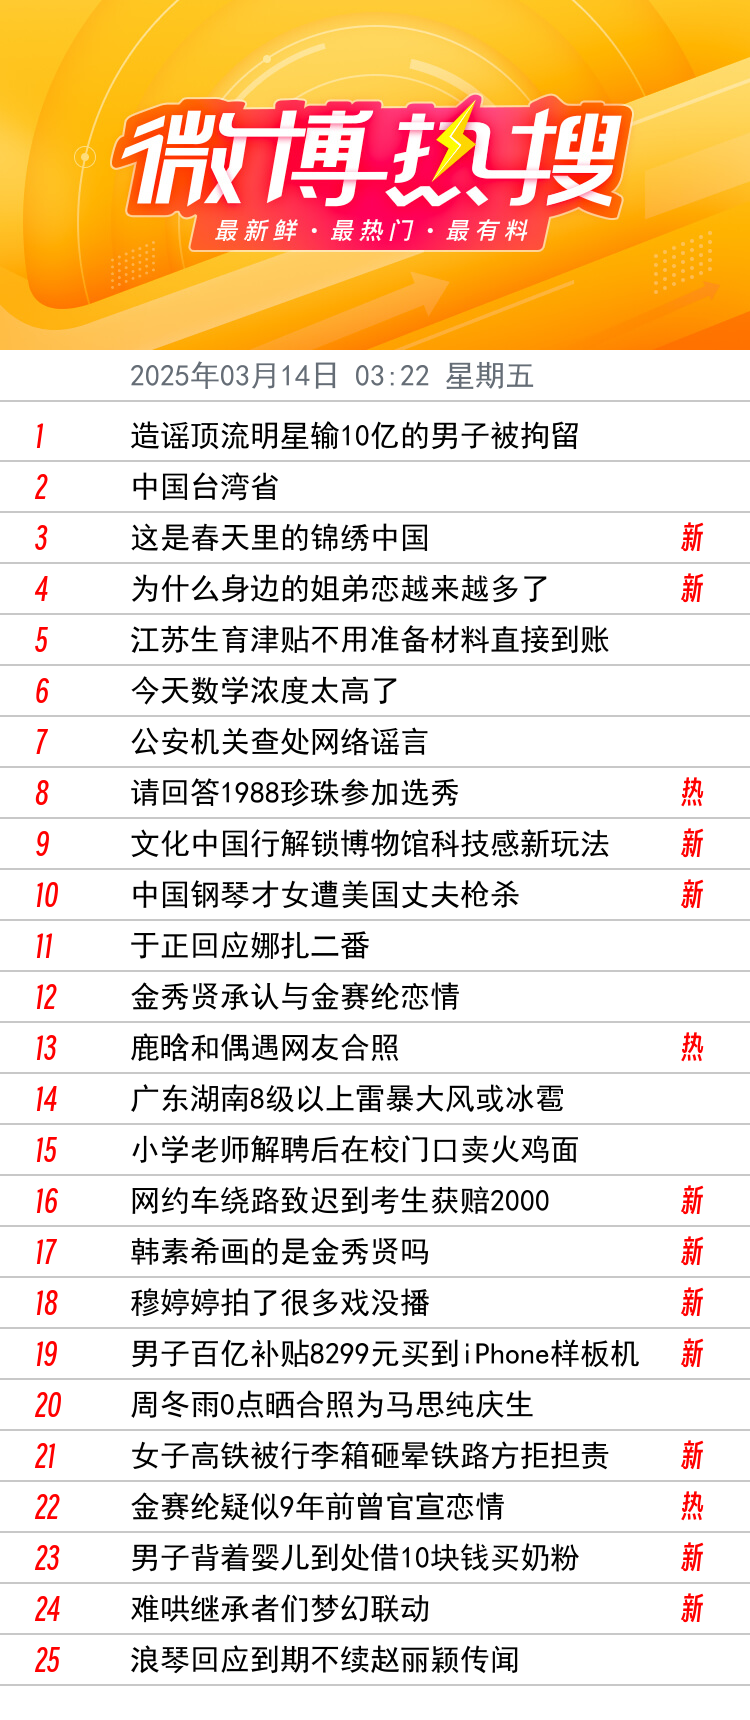 微博热搜
最新鲜·最热门·最有料
2025年03月14日 03:22 星期五
1 造谣顶流明星输10亿的男子被拘留
2 中国台湾省
3 这是春天里的锦绣中国 新
4 为什么身边的姐弟恋越来越多了 新
5 江苏生育津贴不用准备材料直接到账
6 今天数学浓度太高了
7 公安机关查处网络谣言
8 请回答1988珍珠参加选秀 热
9 文化中国行解锁博物馆科技感新玩法 新
10 中国钢琴才女遭美国丈夫枪杀 新
11 于正回应娜扎二番
12 金秀贤承认与金赛纶恋情
13 鹿晗和偶遇网友合照 热
14 广东湖南8级以上雷暴大风或冰雹
15 小学老师解聘后在校门口卖火鸡面
16 网约车绕路致迟到考生获赔2000 新
17 韩素希画的是金秀贤吗 新
18 穆婷婷拍了很多戏没播 新
19 男子百亿补贴8299元买到iPhone样板机 新
20 周冬雨0点晒合照为马思纯庆生
21 女子高铁被行李箱砸晕铁路方拒担责 新
22 金赛纶疑似9年前曾官宣恋情 热
23 男子背着婴儿到处借10块钱买奶粉 新
24 难哄继承者们梦幻联动 新
25 浪琴回应到期不续赵丽颖传闻